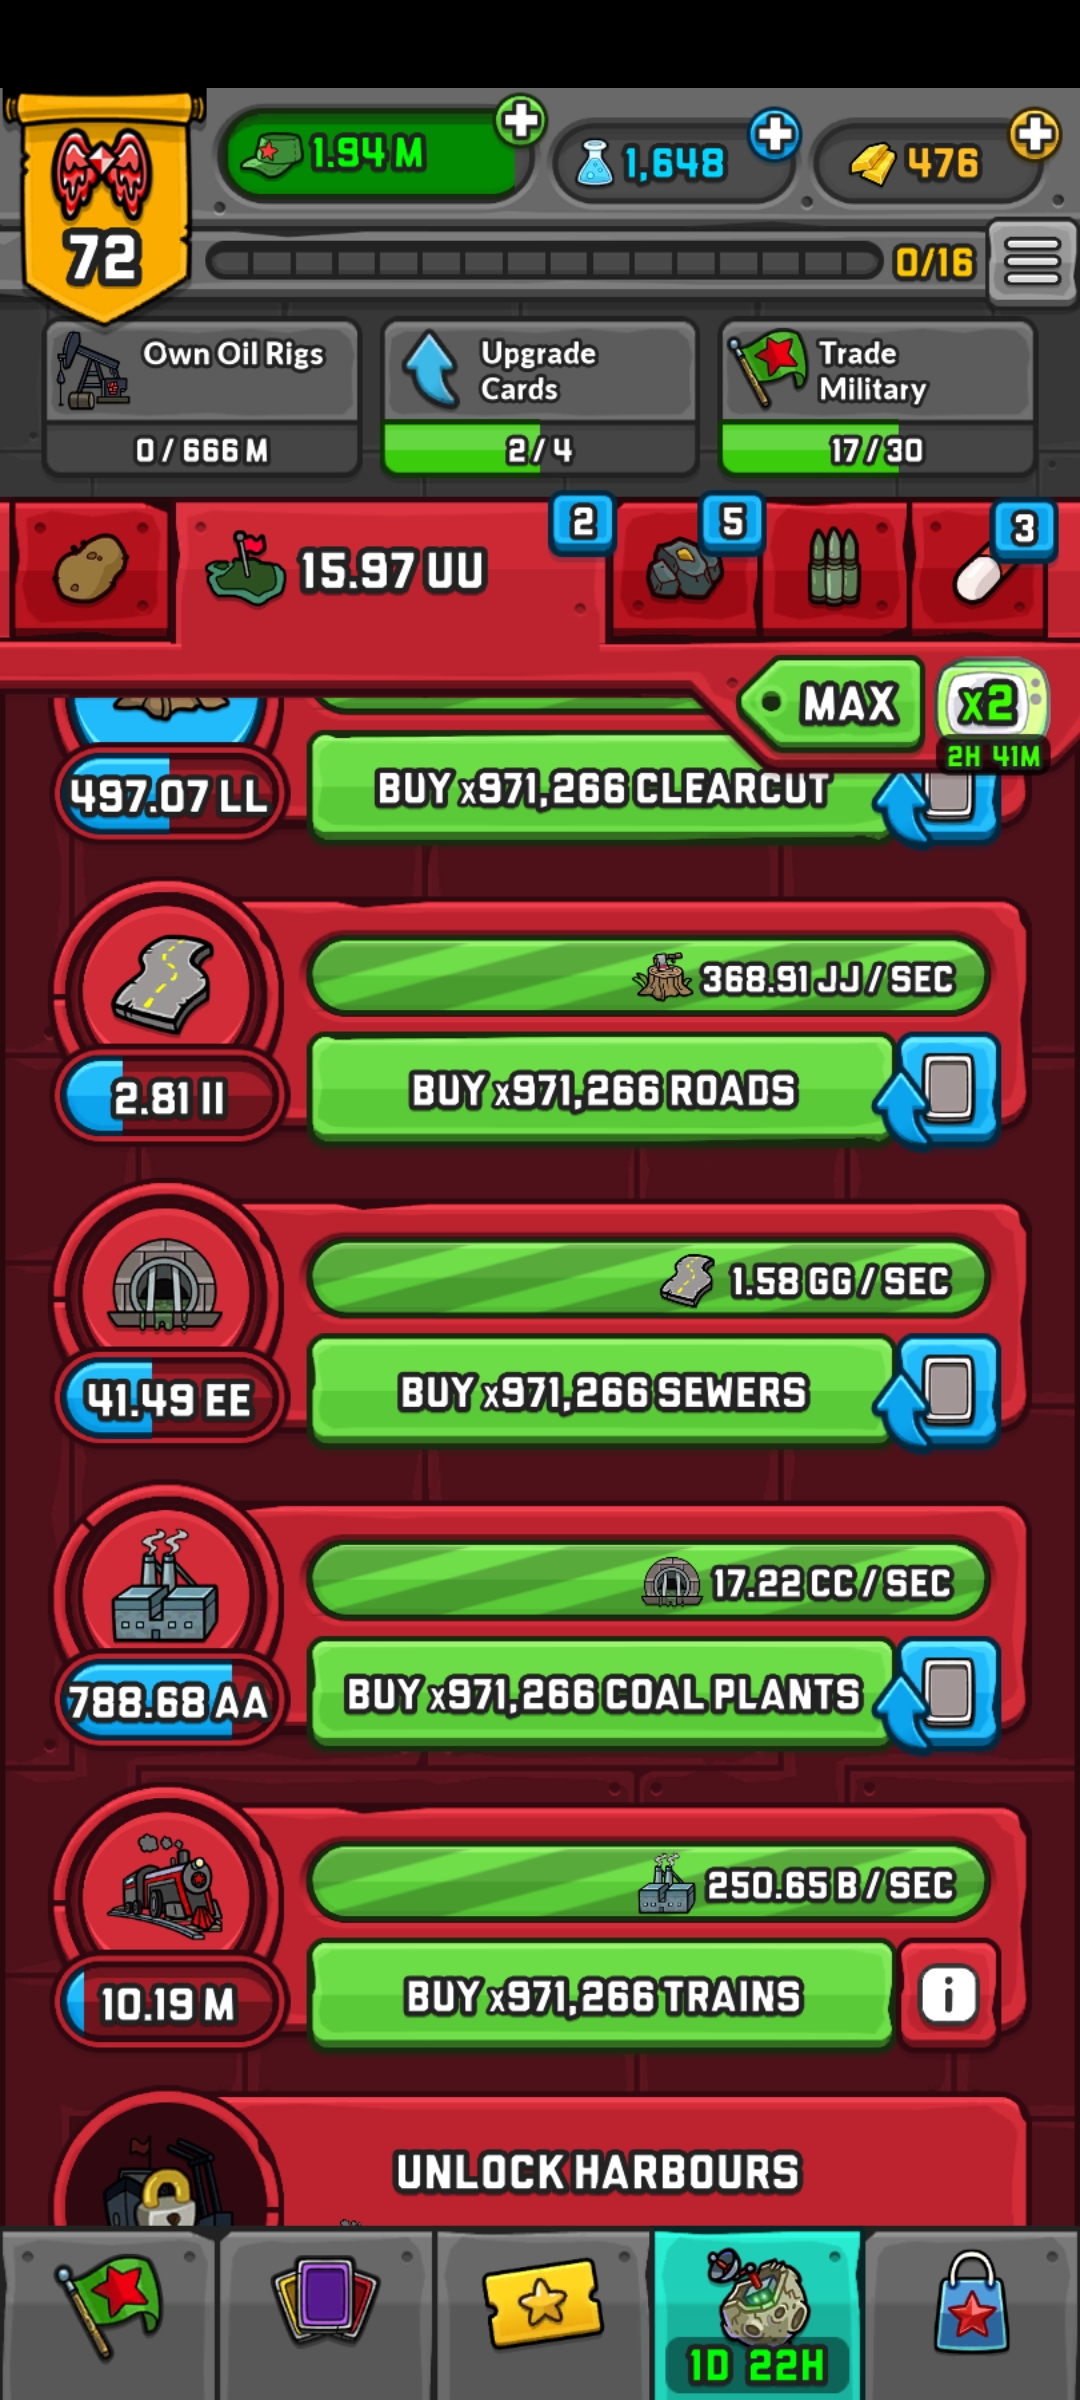 1.94 M
1,648
476
72
0/16
Own Oil Rigs
0 / 666 M
Upgrade
Cards
2 / 4
Trade
Military
17 / 30
15.97 UU
2
5
3
MAX
x2
2H 41M
497.07 LL
BUY x971,266 CLEARCUT
368.91 JJ / SEC
2.81 II
BUY x971,266 ROADS
1.58 GG / SEC
41.49 EE
BUY x971,266 SEWERS
17.22 CC / SEC
788.68 AA
BUY x971,266 COAL PLANTS
250.65 B / SEC
10.19 M
BUY x971,266 TRAINS
i
UNLOCK HARBOURS
1D 22H